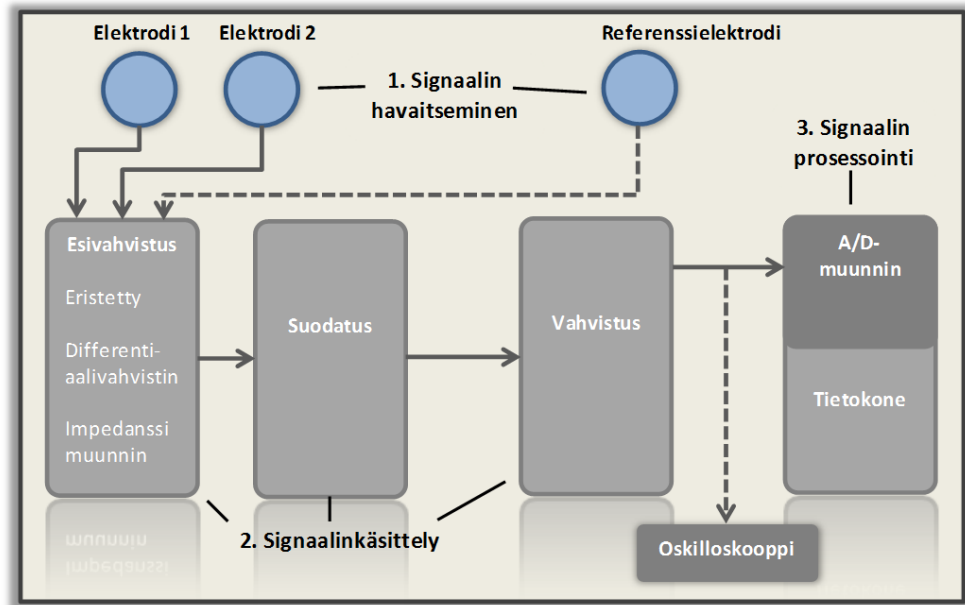 Elektrodi 1
Elektrodi 2
Referenssielektrodi
1. Signaalin
havaitseminen
3. Signaalin
prosessointi
Esivahvistus
Eristetty
Differenti-
aalivahvistin
Impedanssi
muunnin
Suodatus
Vahvistus
A/D-
muunnin
Tietokone
2. Signaalinkäsittely
Oskilloskooppi